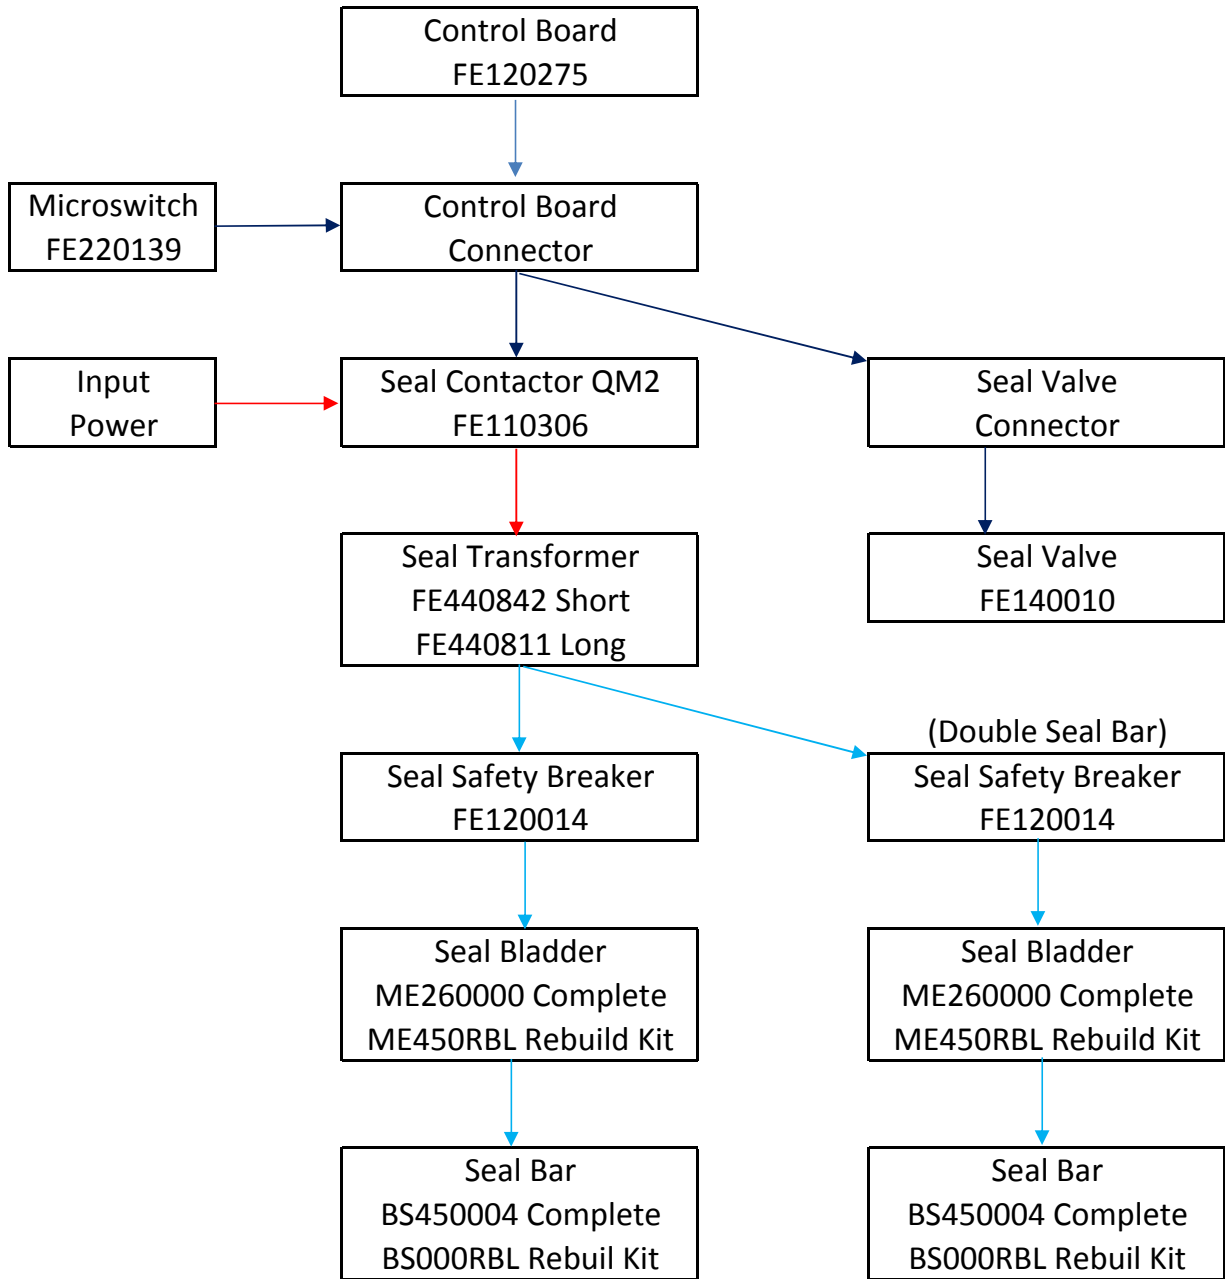 Control Board
FE120275
Microswitch
FE220139
Control Board
Connector
Input
Power
Seal Contactor QM2
FE110306
Seal Valve
Connector
Seal Transformer
FE440842 Short
FE440811 Long
Seal Valve
FE140010
(Double Seal Bar)
Seal Safety Breaker
FE120014
Seal Safety Breaker
FE120014
Seal Bladder
ME260000 Complete
ME450RBL Rebuild Kit
Seal Bladder
ME260000 Complete
ME450RBL Rebuild Kit
Seal Bar
BS450004 Complete
BS000RBL Rebuil Kit
Seal Bar
BS450004 Complete
BS000RBL Rebuil Kit